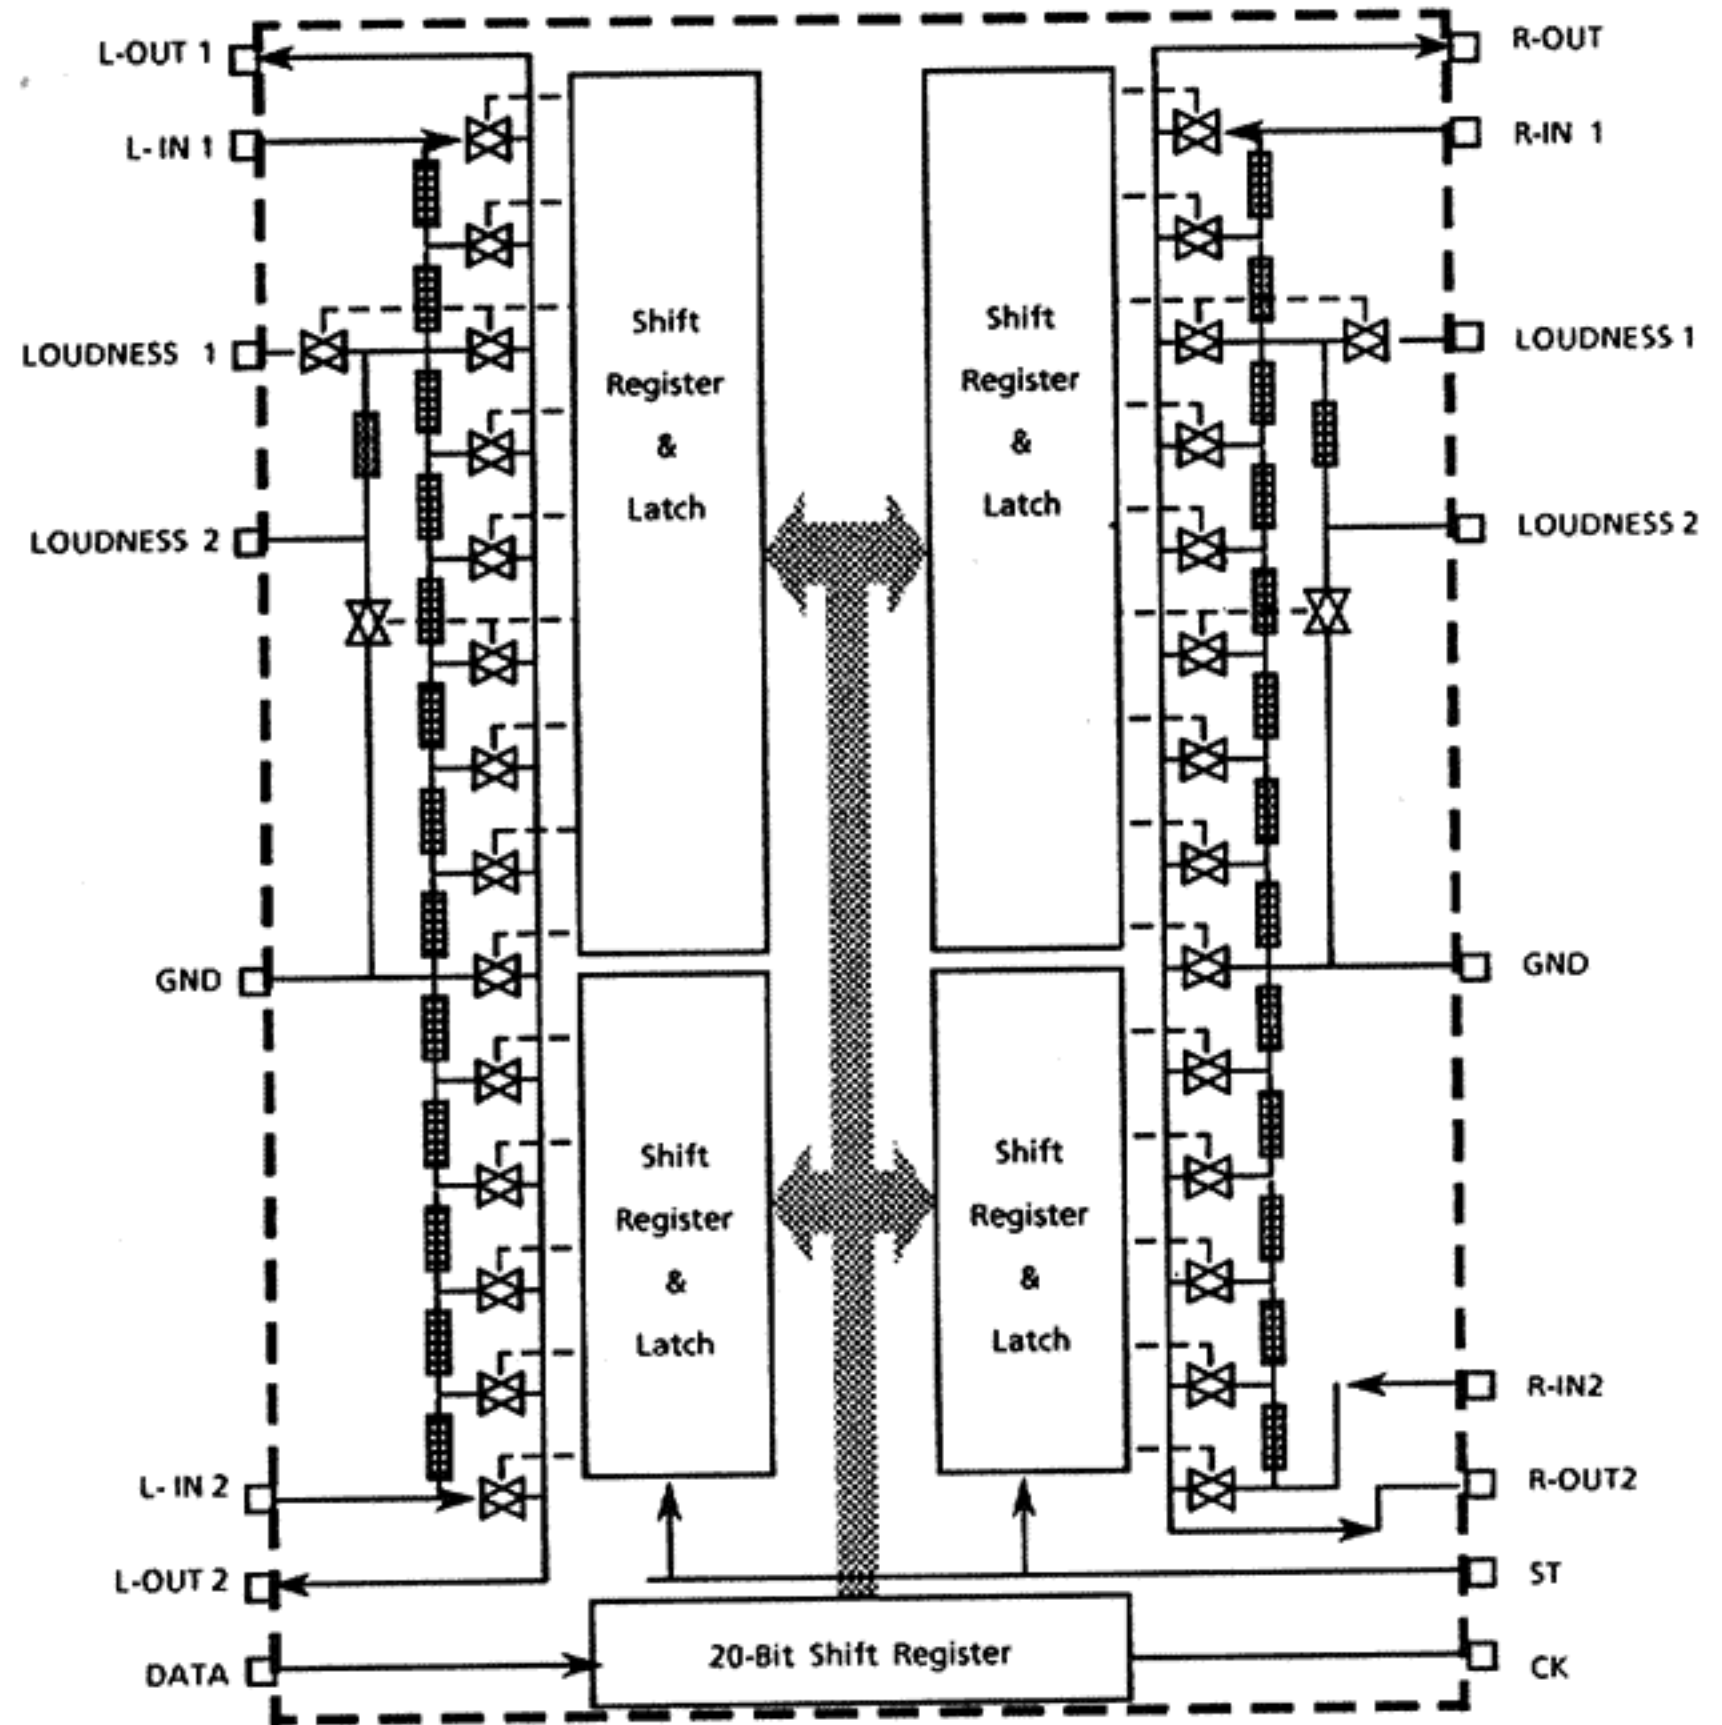 L-OUT 1
R-OUT
L- IN 1
R-IN 1
LOUDNESS 1
LOUDNESS 1
LOUDNESS 2
LOUDNESS 2
Shift
Register
&
Latch
Shift
Register
&
Latch
GND
GND
Shift
Register
&
Latch
Shift
Register
&
Latch
R-IN2
L- IN 2
R-OUT2
L-OUT 2
ST
DATA
20-Bit Shift Register
CK